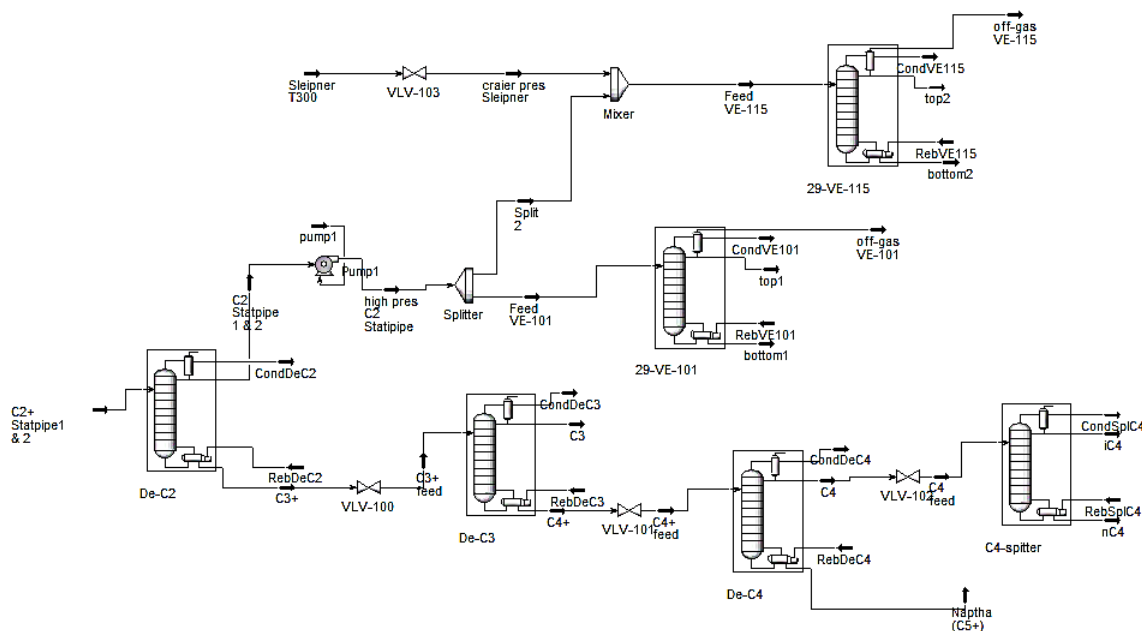 off-gas
VE-115
CondVE115
Sleipner
T300
VLV-103
craier pres
Sleipner
Mixer
Feed
VE-115
top2
RebVE115
bottom2
29-VE-115
Split
2
pump1
Pump1
C2
Statpipe
1 & 2
high pres
C2
Statipipe
Splitter
Feed
VE-101
CondVE101
off-gas
VE-101
top1
RebVE101
bottom1
29-VE-101
C2+
Statpipe1
& 2
CondDeC2
RebDeC2
C3+
De-C2
VLV-100
C3+
feed
CondDeC3
C3
RebDeC3
C4+
De-C3
VLV-101
C4+
feed
CondDeC4
C4
RebDeC4
De-C4
VLV-102
C4
feed
CondSplC4
iC4
RebSplC4
nC4
C4-spitter
Naptha
(C5+)